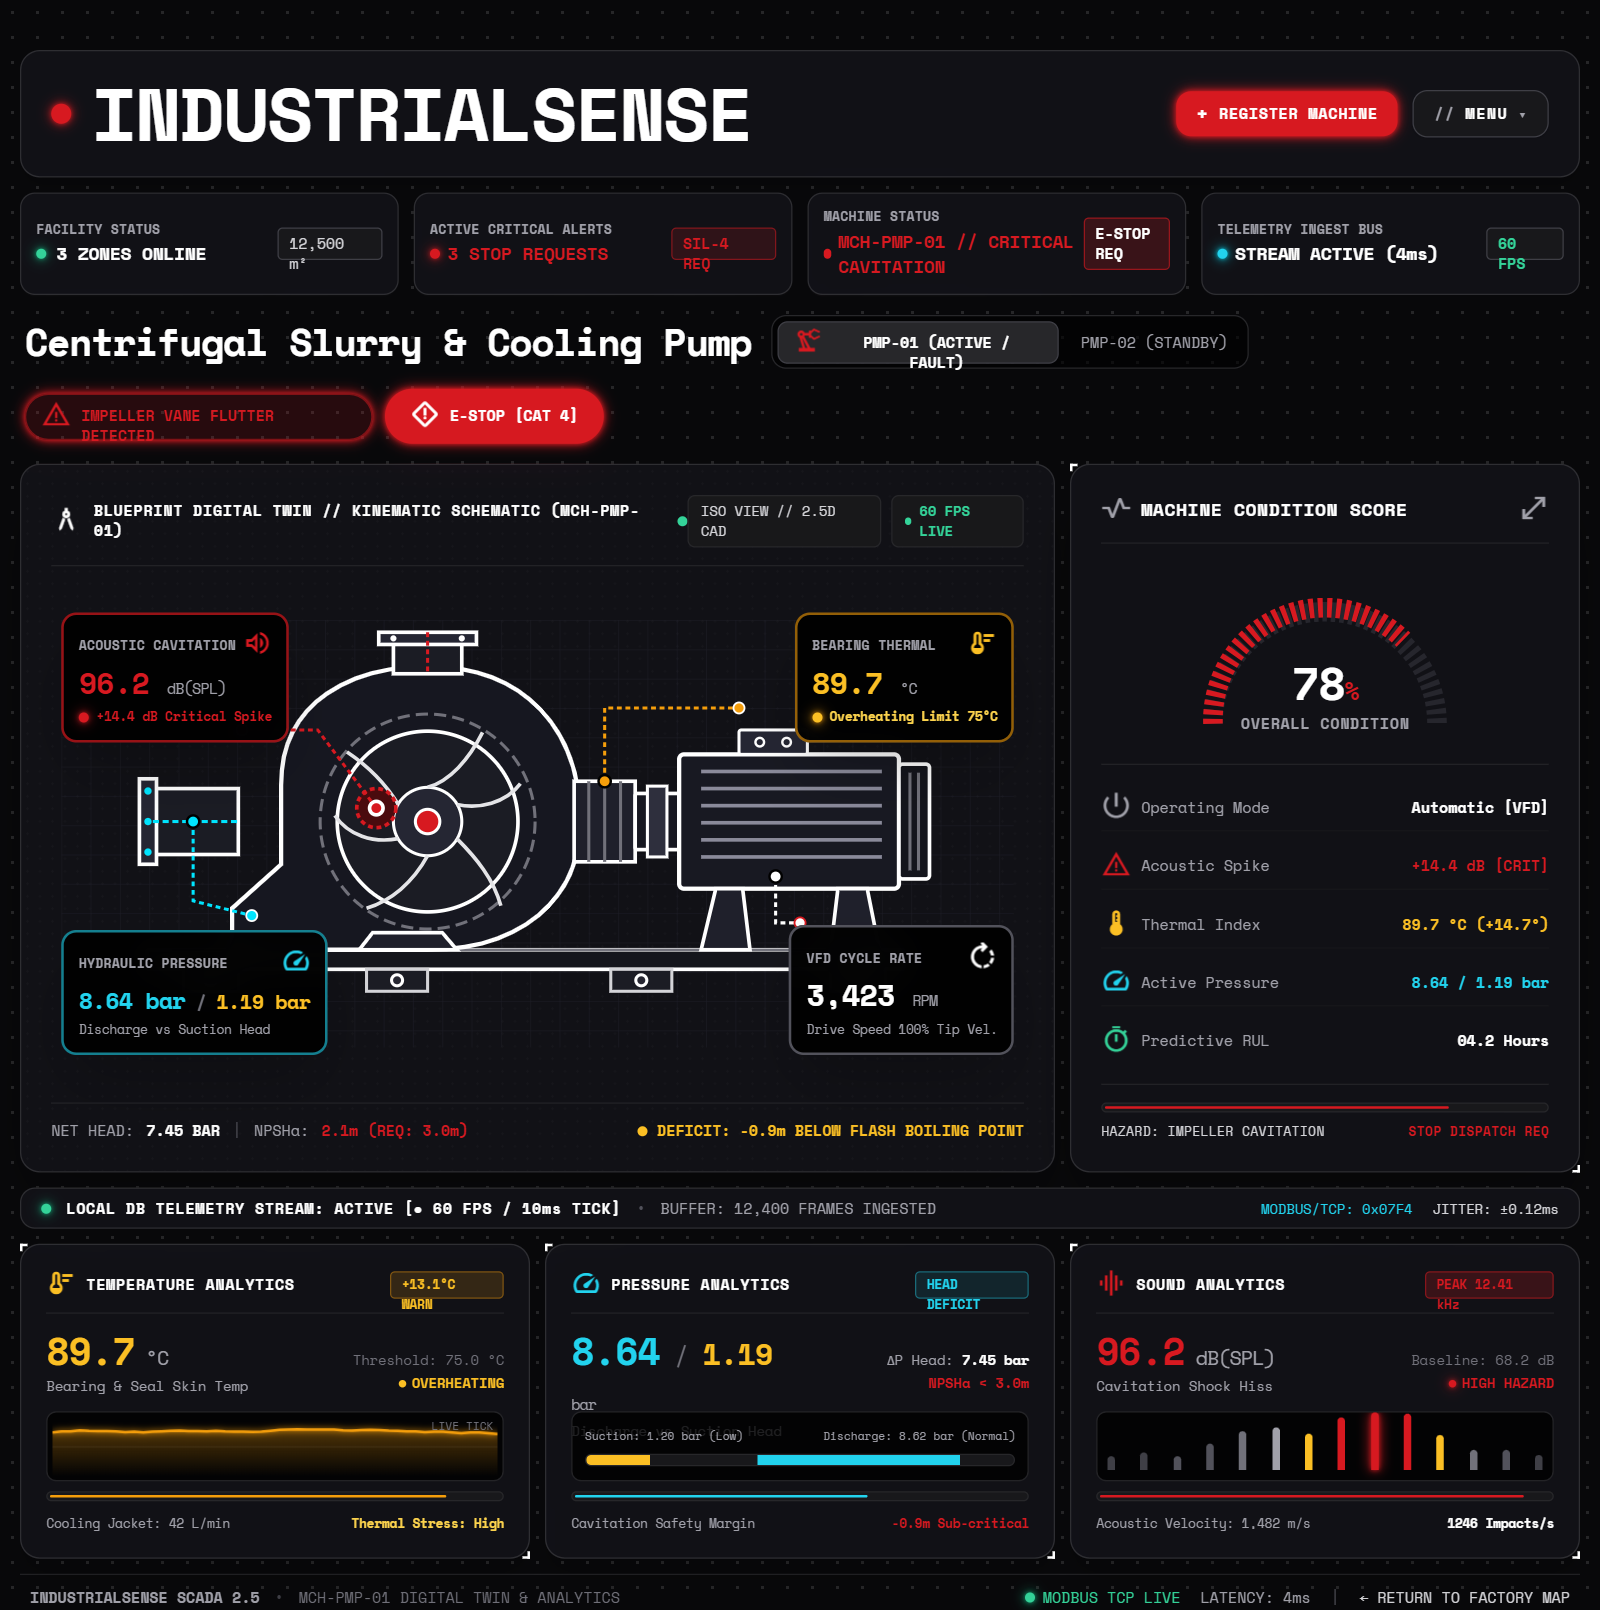 INDUSTRIALSENSE
+ REGISTER MACHINE
// MENU ▾
FACILITY STATUS
3 ZONES ONLINE
12,500
m²
ACTIVE CRITICAL ALERTS
3 STOP REQUESTS
SIL-4
REQ
MACHINE STATUS
MCH-PMP-01 // CRITICAL
CAVITATION
E-STOP
REQ
TELEMETRY INGEST BUS
STREAM ACTIVE (4ms)
60
FPS
Centrifugal Slurry & Cooling Pump
PMP-01 (ACTIVE /
FAULT)
PMP-02 (STANDBY)
IMPELLER VANE FLUTTER
DETECTED
E-STOP [CAT 4]
BLUEPRINT DIGITAL TWIN // KINEMATIC SCHEMATIC (MCH-PMP-
01)
ISO VIEW // 2.5D
CAD
60 FPS
LIVE
ACOUSTIC CAVITATION
96.2 dB(SPL)
+14.4 dB Critical Spike
BEARING THERMAL
89.7 °C
Overheating Limit 75°C
HYDRAULIC PRESSURE
8.64 bar / 1.19 bar
Discharge vs Suction Head
VFD CYCLE RATE
3,423 RPM
Drive Speed 100% Tip Vel.
NET HEAD: 7.45 BAR | NPSHa: 2.1m (REQ: 3.0m)
DEFICIT: -0.9m BELOW FLASH BOILING POINT
MACHINE CONDITION SCORE
78%
OVERALL CONDITION
Operating Mode Automatic [VFD]
Acoustic Spike +14.4 dB [CRIT]
Thermal Index 89.7 °C (+14.7°)
Active Pressure 8.64 / 1.19 bar
Predictive RUL 04.2 Hours
HAZARD: IMPELLER CAVITATION STOP DISPATCH REQ
LOCAL DB TELEMETRY STREAM: ACTIVE [● 60 FPS / 10ms TICK] • BUFFER: 12,400 FRAMES INGESTED
MODBUS/TCP: 0x07F4 JITTER: ±0.12ms
TEMPERATURE ANALYTICS
+13.1°C
WARN
89.7 °C
Threshold: 75.0 °C
Bearing & Seal Skin Temp
OVERHEATING
LIVE TICK
Cooling Jacket: 42 L/min Thermal Stress: High
PRESSURE ANALYTICS
HEAD
DEFICIT
8.64 / 1.19
bar
ΔP Head: 7.45 bar
NPSHa < 3.0m
Discharge vs Suction Head
Suction: 1.20 bar (Low) Discharge: 8.62 bar (Normal)
Cavitation Safety Margin -0.9m Sub-critical
SOUND ANALYTICS
PEAK 12.41
kHz
96.2 dB(SPL)
Baseline: 68.2 dB
Cavitation Shock Hiss
HIGH HAZARD
Acoustic Velocity: 1,482 m/s 1246 Impacts/s
INDUSTRIALSENSE SCADA 2.5 • MCH-PMP-01 DIGITAL TWIN & ANALYTICS
MODBUS TCP LIVE LATENCY: 4ms | ← RETURN TO FACTORY MAP